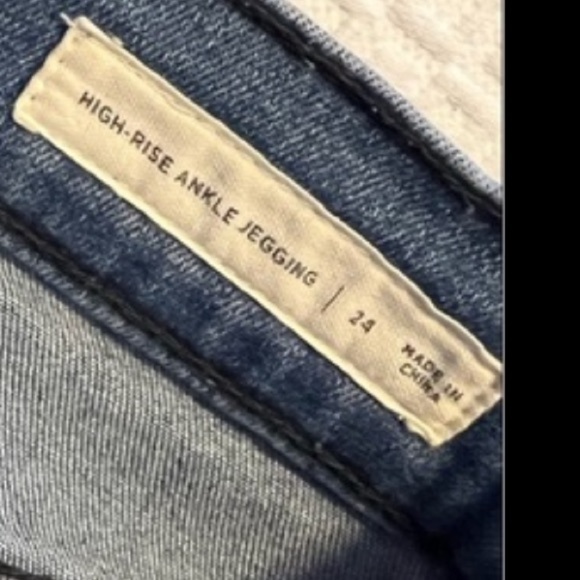 HIGH-RISE ANKLE JEGGING | 24
MADE IN
CHINA